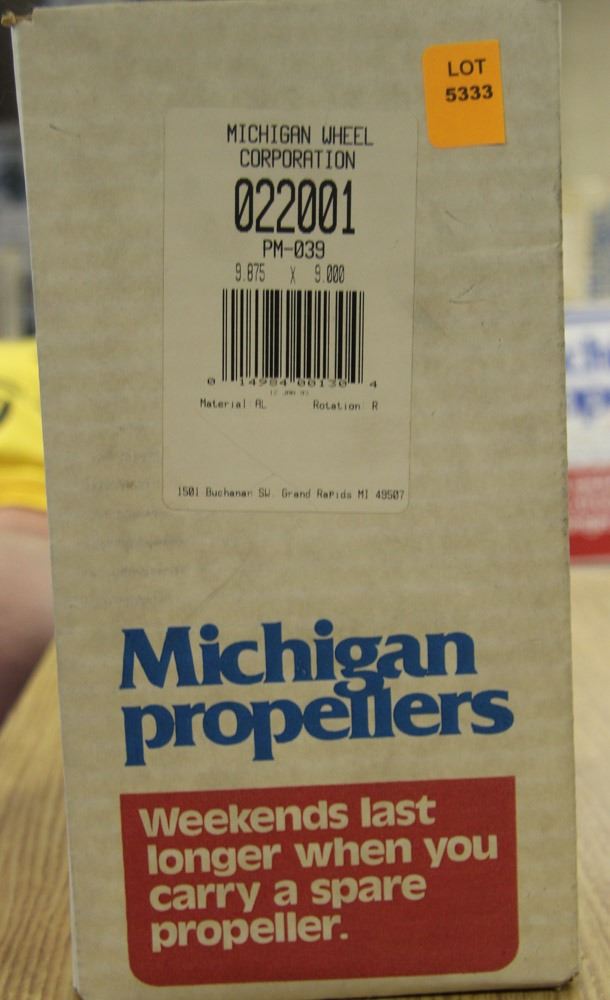 LOT
5333
MICHIGAN WHEEL
CORPORATION
022001
PM-039
9.875 X 9.000
0 14984 00130 4
Material AL Rotation R
1501 Buchanan SW. Grand Rapids MI 49507
Michigan
propellers
Weekends last
longer when you
carry a spare
propeller.